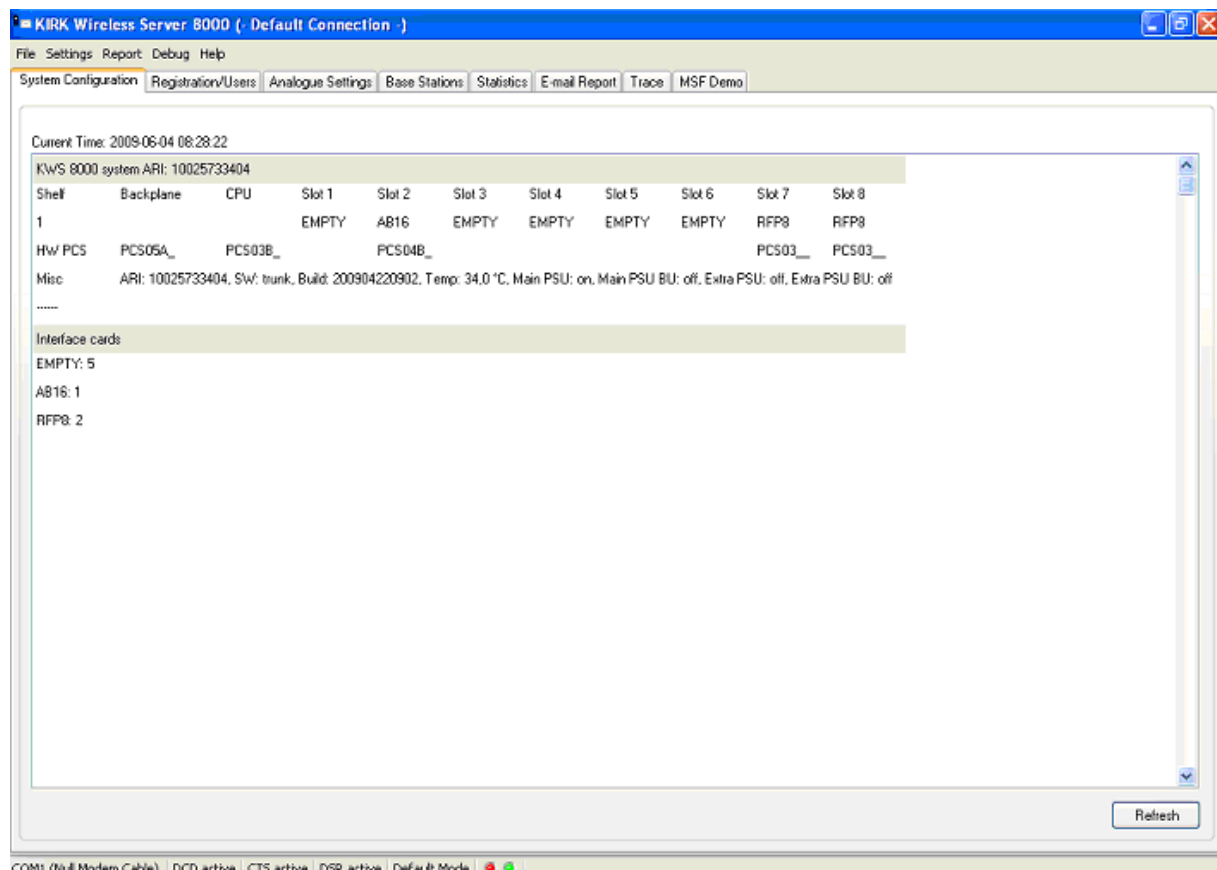 KIRK Wireless Server 8000 (- Default Connection -)
File Settings Report Debug Help
System Configuration Registration/Users Analogue Settings Base Stations Statistics E-mail Report Trace MSF Demo
Current Time: 2009-06-04 08:28:22
KWS 8000 system ARI: 10025733404
Shelf Backplane CPU Slot 1 Slot 2 Slot 3 Slot 4 Slot 5 Slot 6 Slot 7 Slot 8
1 EMPTY AB16 EMPTY EMPTY EMPTY EMPTY RFP8 RFP8
HW PCS PCS05A_ PCS03B_ PCS04B_ PCS03__ PCS03__
Misc ARI: 10025733404, SW: trunk, Build: 200904220902, Temp: 34,0 °C, Main PSU: on, Main PSU BU: off, Extra PSU: off, Extra PSU BU: off
------
Interface cards
EMPTY: 5
AB16: 1
RFP8: 2
Refresh
COM1 (Null Modem Cable) DCD active CTS active DSR active Default Mode